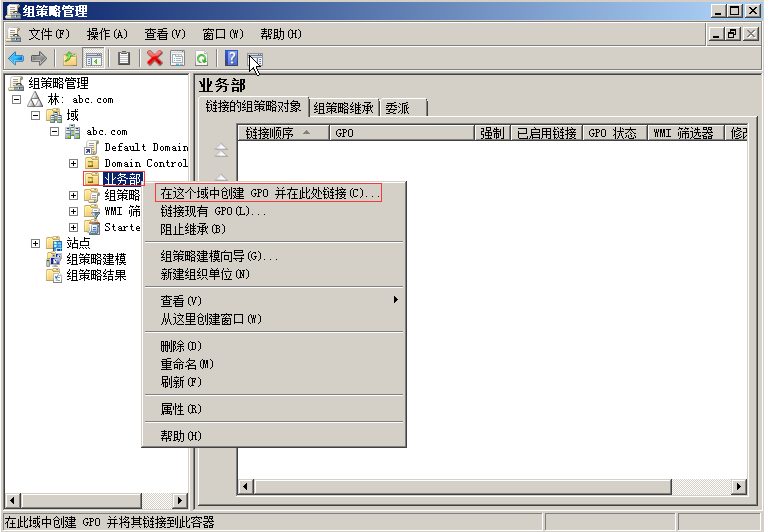 组策略管理
文件(F) 操作(A) 查看(V) 窗口(W) 帮助(H)
组策略管理
林: abc.com
域
abc.com
Default Domain
Domain Control
业务部
组策略
WMI 筛
Starte
站点
组策略建模
组策略结果
业务部
链接的组策略对象 组策略继承 委派
链接顺序 GPO 强制 已启用链接 GPO 状态 WMI 筛选器 修改
在这个域中创建 GPO 并在此处链接(C)...
链接现有 GPO(L)...
阻止继承(B)
组策略建模向导(G)...
新建组织单位(N)
查看(V)
从这里创建窗口(W)
删除(D)
重命名(M)
刷新(F)
属性(R)
帮助(H)
在此域中创建 GPO 并将其链接到此容器